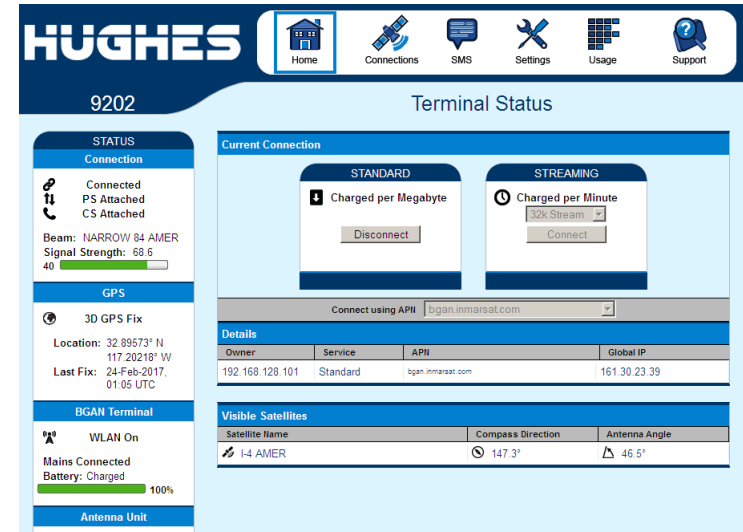 HUGHES
Home
Connections
SMS
Settings
Usage
Support
9202
Terminal Status
STATUS
Connection
Connected
PS Attached
CS Attached
Beam: NARROW 84 AMER
Signal Strength: 68.6
40
GPS
3D GPS Fix
Location: 32.89573° N
117.20218° W
Last Fix: 24-Feb-2017,
01:05 UTC
BGAN Terminal
WLAN On
Mains Connected
Battery: Charged
100%
Antenna Unit
Current Connection
STANDARD
Charged per Megabyte
Disconnect
STREAMING
Charged per Minute
32k Stream
Connect
Connect using APN bgan.inmarsat.com
Details
Owner Service APN Global IP
192.168.128.101 Standard bgan.inmarsat.com 161.30.23.39
Visible Satellites
Satellite Name Compass Direction Antenna Angle
I-4 AMER 147.3° 46.5°